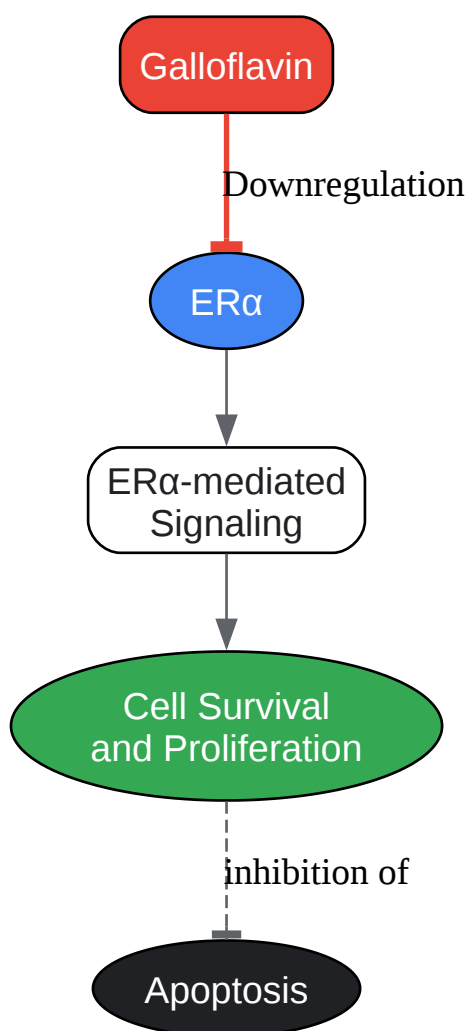 Galloflavin
Downregulation
ERα
ERα-mediated
Signaling
Cell Survival
and Proliferation
inhibition of
Apoptosis